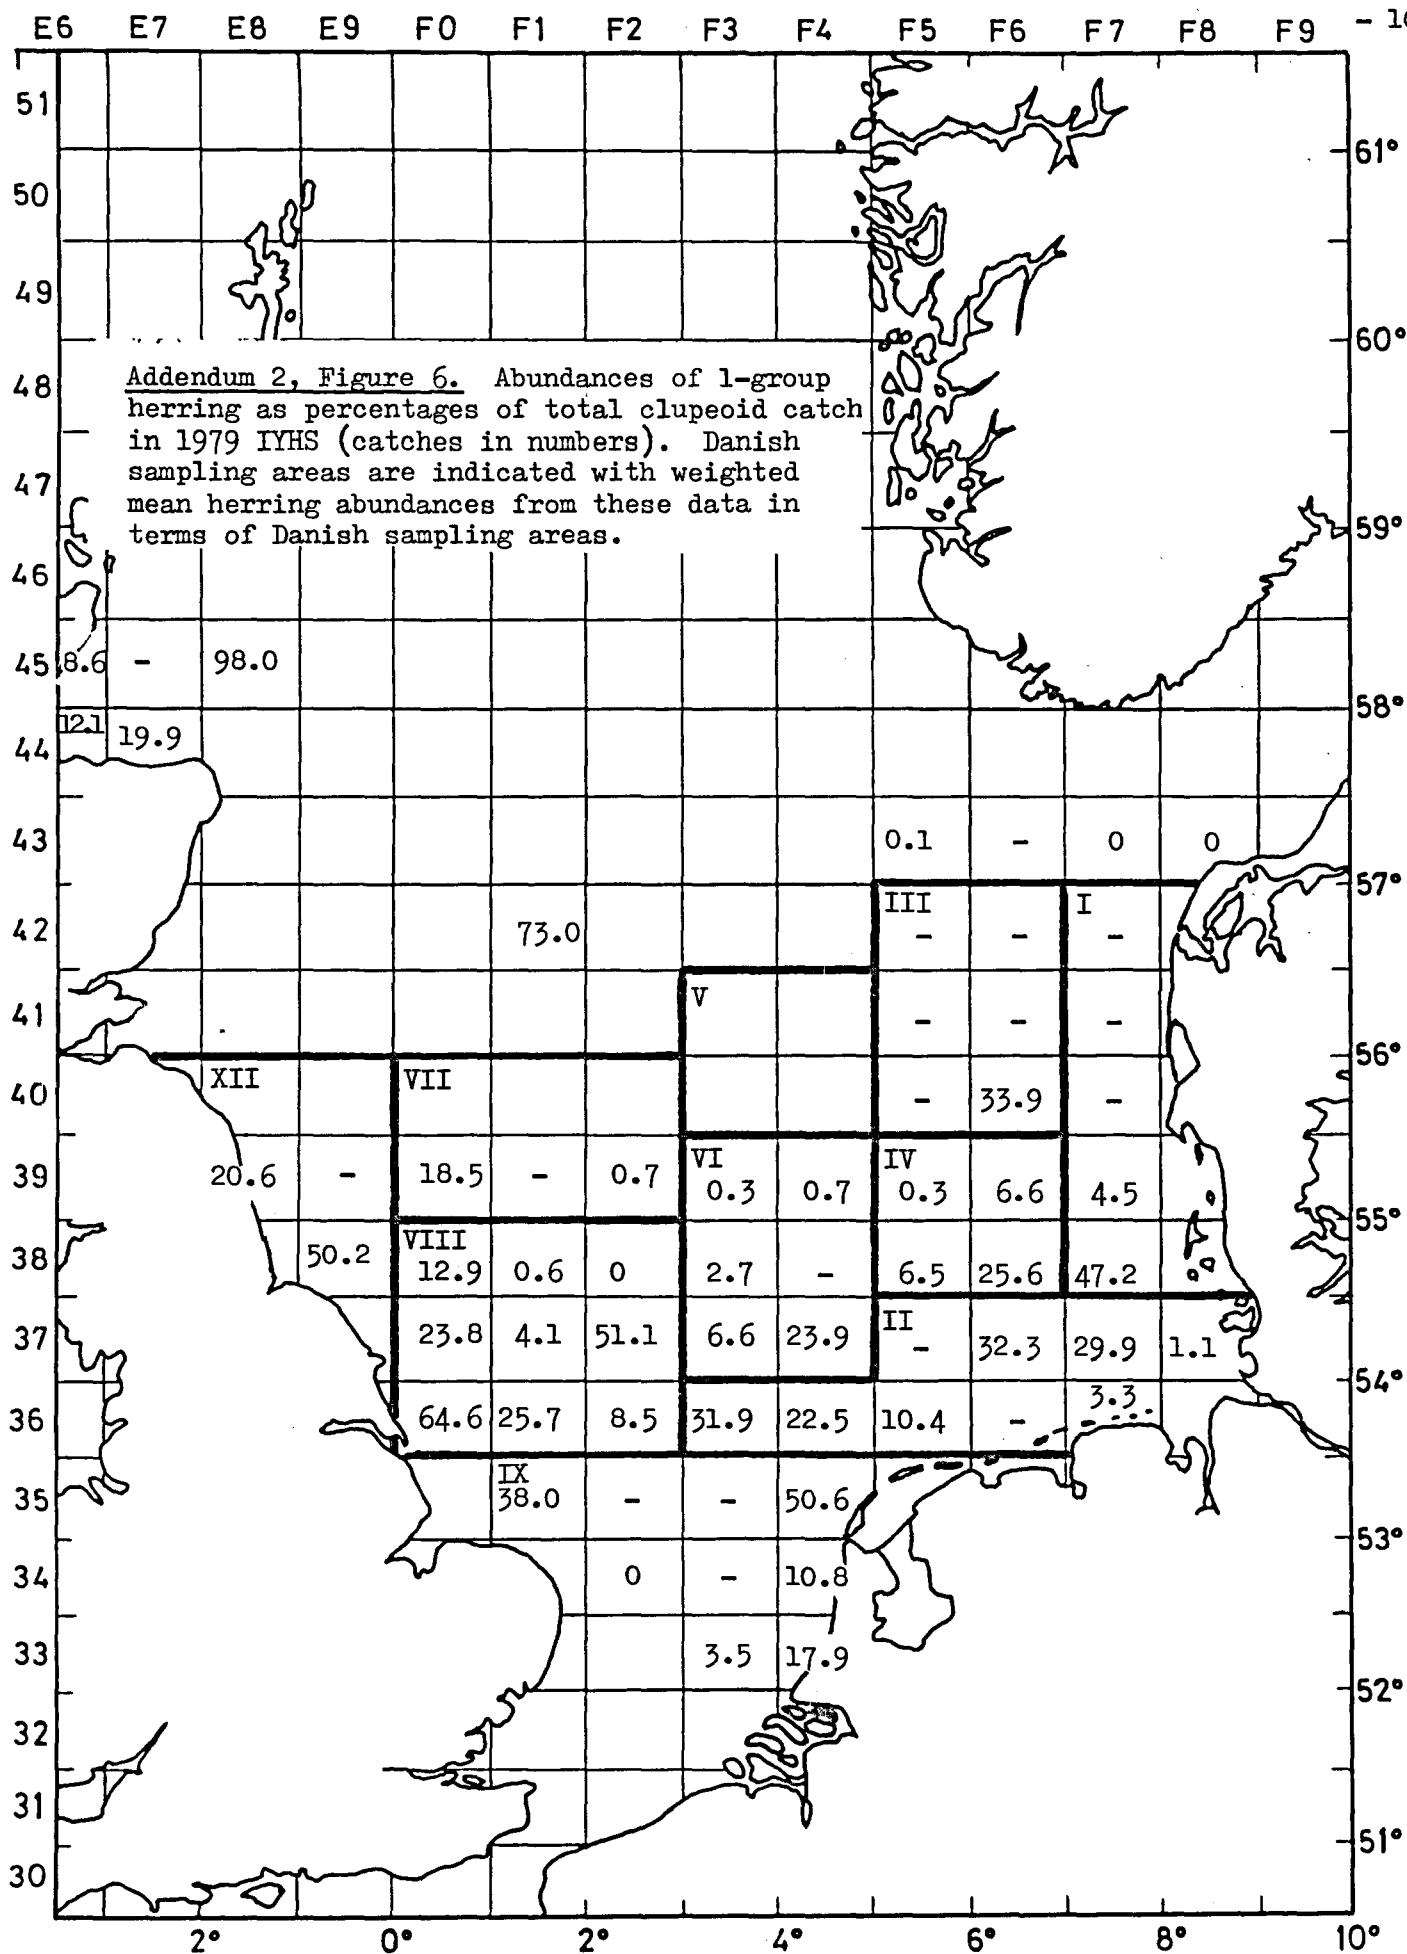 E6 E7 E8 E9 F0 F1 F2 F3 F4 F5 F6 F7 F8 F9
51
61°
50
49
60°
48
Addendum 2, Figure 6. Abundances of 1-group
herring as percentages of total clupeoid catch
in 1979 IYHS (catches in numbers). Danish
sampling areas are indicated with weighted
mean herring abundances from these data in
terms of Danish sampling areas.
47
59°
46
45 8.6 - 98.0
58°
12.1
44 19.9
43 0.1 - 0 0
57°
III I
42 73.0 - - -
V
41 - - -
56°
XII VII
40 - 33.9 -
VI IV
39 20.6 - 18.5 - 0.7 0.3 0.7 0.3 6.6 4.5
55°
VIII
38 50.2 12.9 0.6 0 2.7 - 6.5 25.6 47.2
II
37 23.8 4.1 51.1 6.6 23.9 - 32.3 29.9 1.1
54°
3.3
36 64.6 25.7 8.5 31.9 22.5 10.4 -
IX
35 38.0 - - 50.6
53°
34 0 - 10.8
33 3.5 17.9
52°
32
31
51°
30
2° 0° 2° 4° 6° 8° 10°